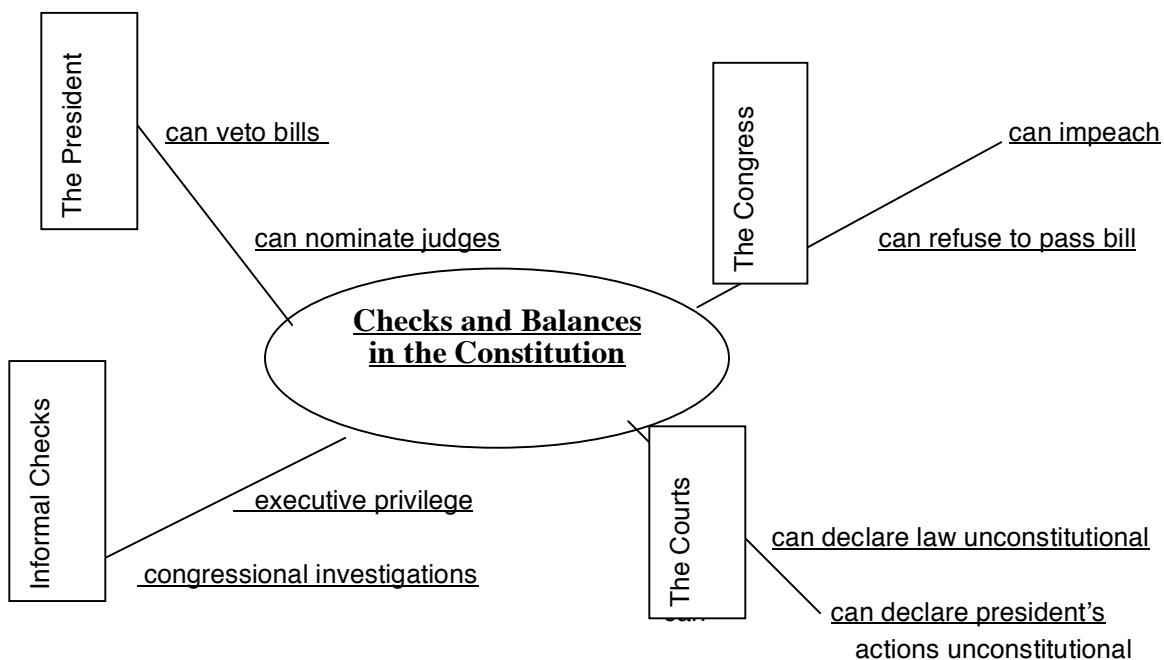 The President
can veto bills
can nominate judges
The Congress
can impeach
can refuse to pass bill
Checks and Balances
in the Constitution
Informal Checks
executive privilege
congressional investigations
The Courts
can declare law unconstitutional
can declare president's
actions unconstitutional